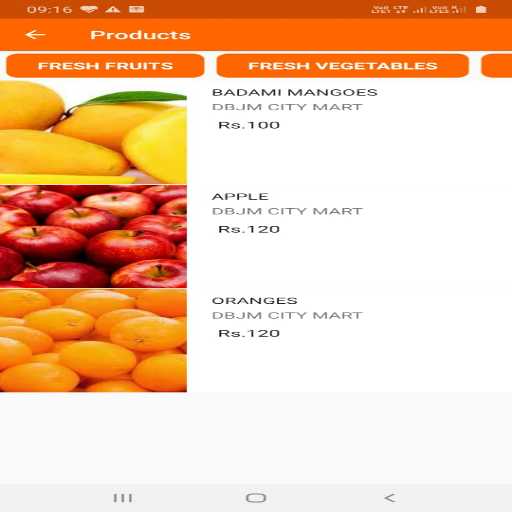 09:16
Products
FRESH FRUITS FRESH VEGETABLES
BADAMI MANGOES
DBJM CITY MART
Rs.100
APPLE
DBJM CITY MART
Rs.120
ORANGES
DBJM CITY MART
Rs.120